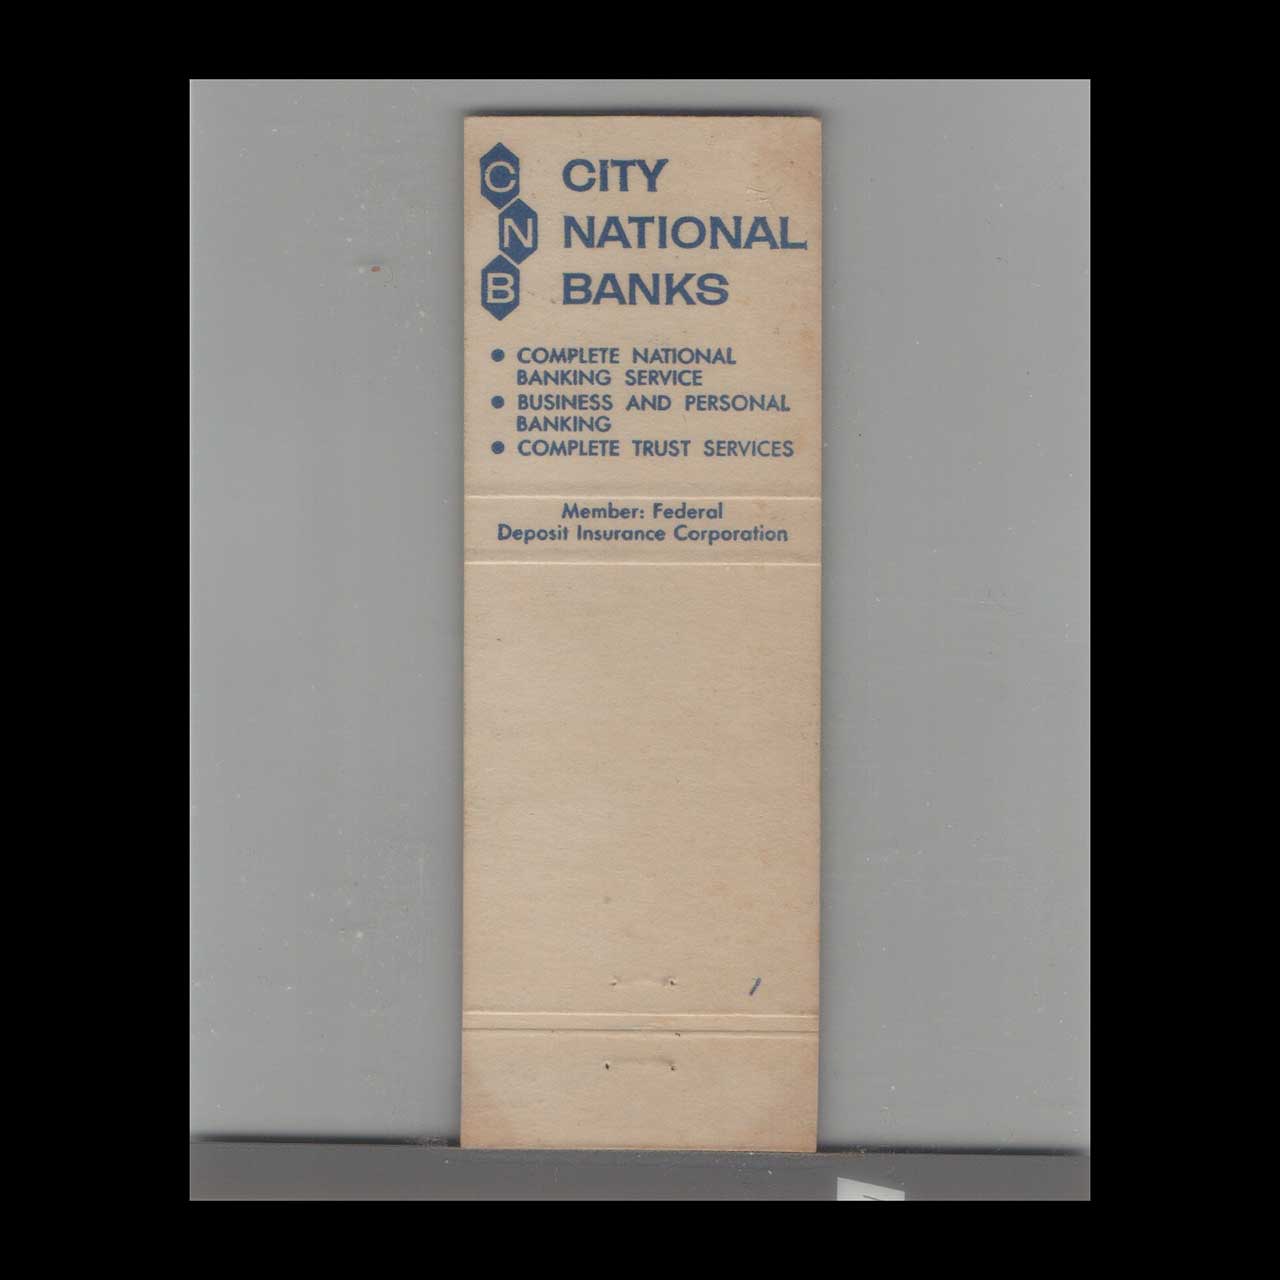 C
N
B
CITY
NATIONAL
BANKS
● COMPLETE NATIONAL
BANKING SERVICE
● BUSINESS AND PERSONAL
BANKING
● COMPLETE TRUST SERVICES
Member: Federal
Deposit Insurance Corporation